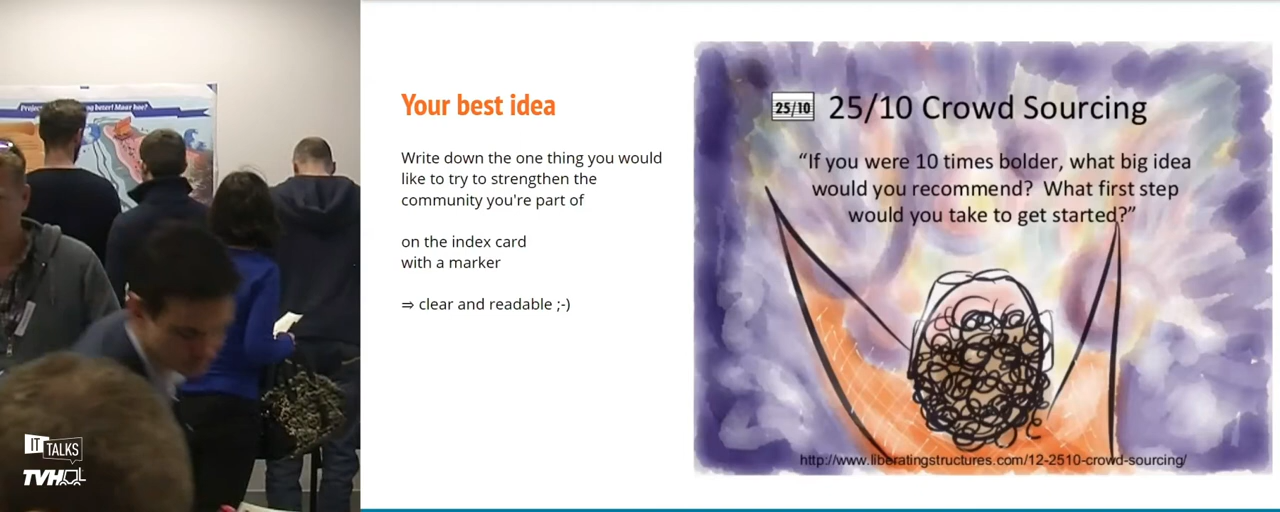 Your best idea
Write down the one thing you would
like to try to strengthen the
community you're part of
on the index card
with a marker
⇒ clear and readable ;-)
25/10 25/10 Crowd Sourcing
“If you were 10 times bolder, what big idea
would you recommend? What first step
would you take to get started?”
http://www.liberatingstructures.com/12-2510-crowd-sourcing/
beter! Maar hoe?
IT
TALKS
TVH